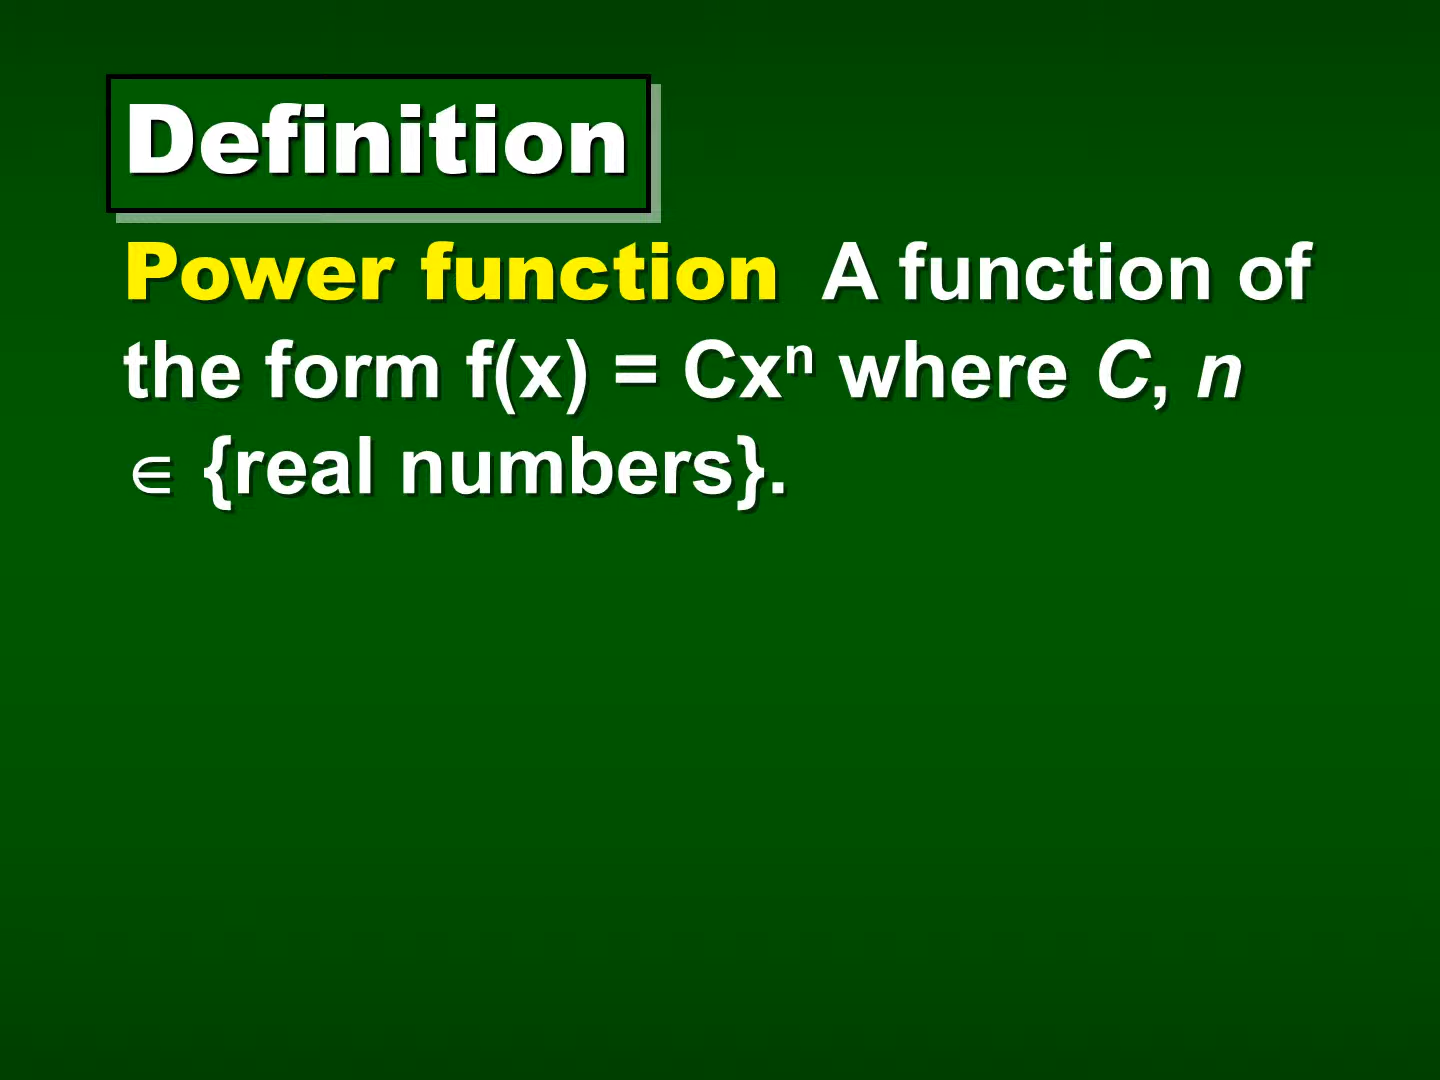 Definition
Power function A function of
the form f(x) = Cxⁿ where C, n
∈ {real numbers}.